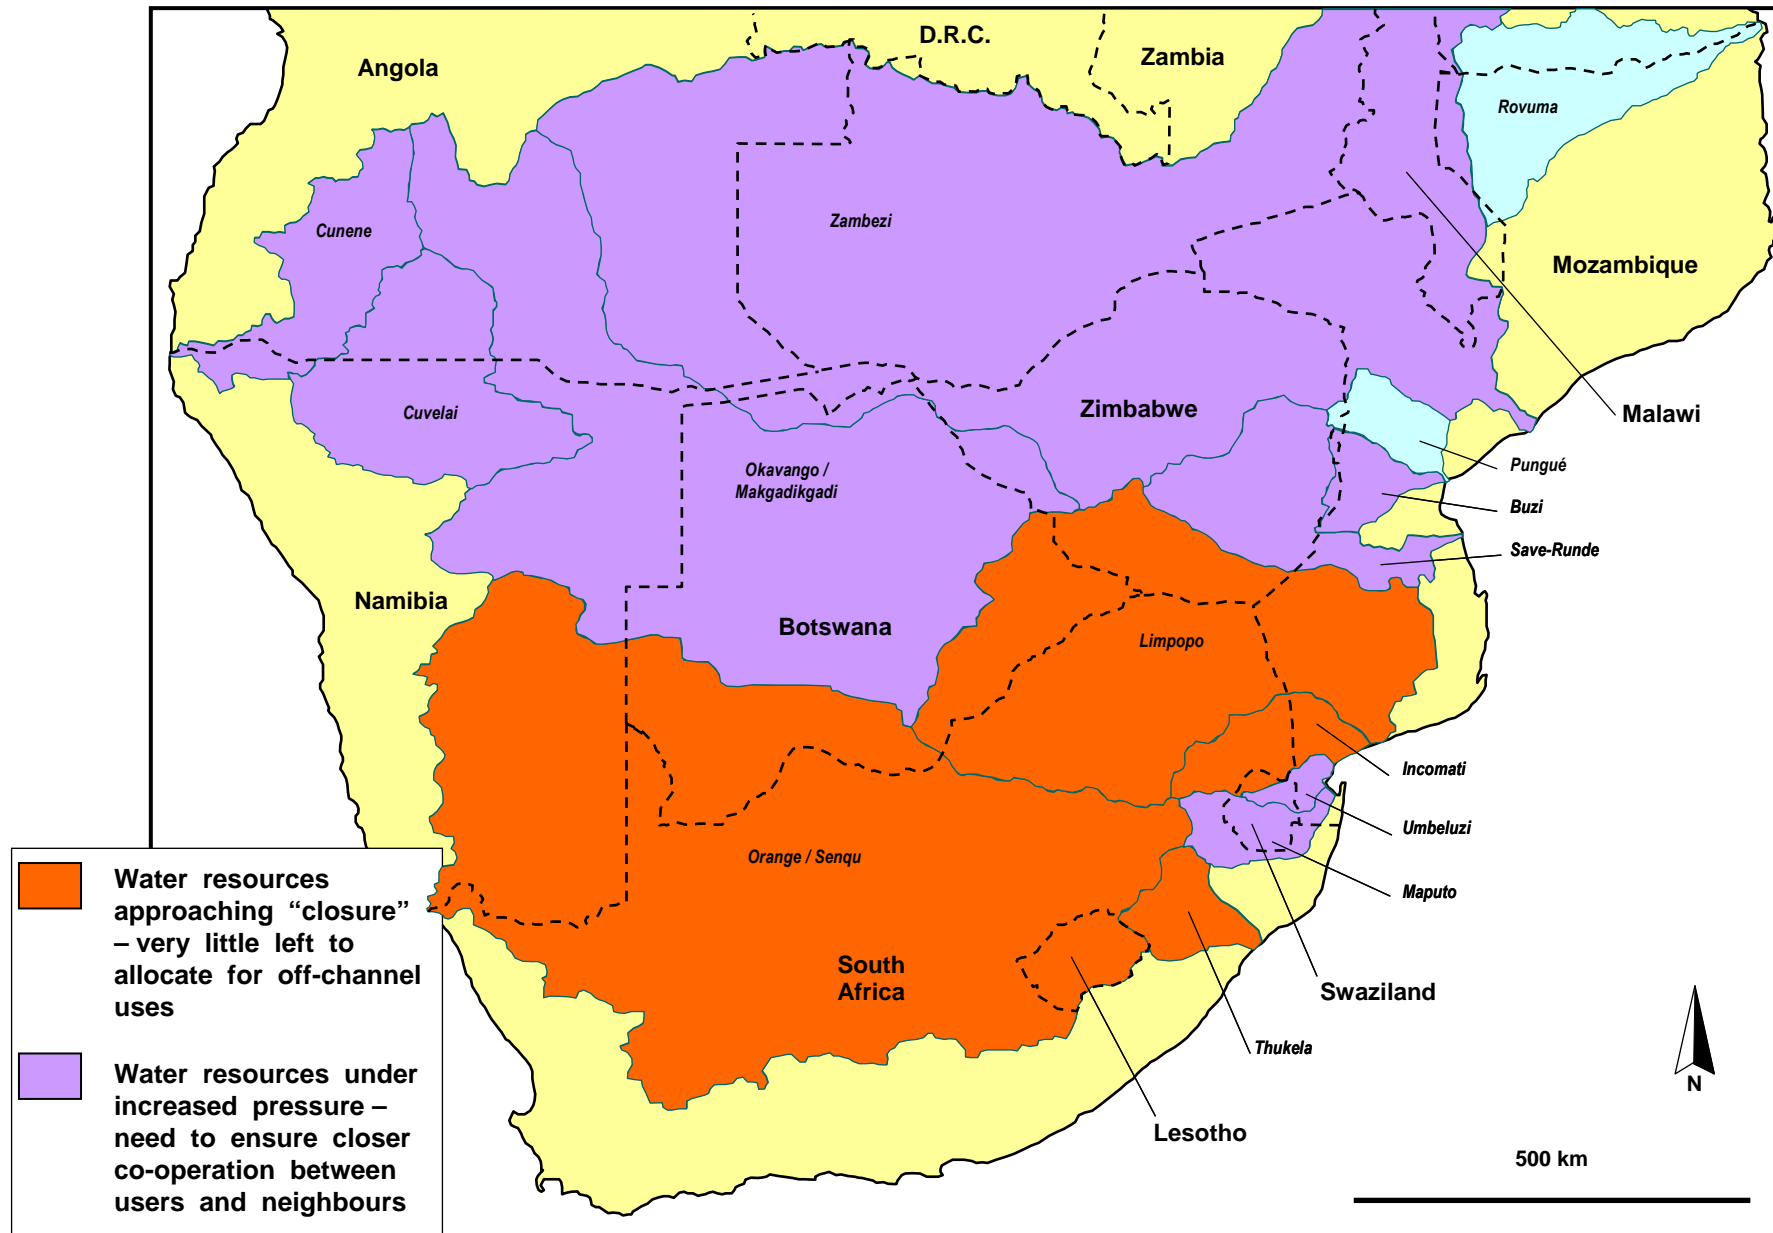 D.R.C.
Angola
Zambia
Rovuma
Zambezi
Cunene
Mozambique
Cuvelai
Zimbabwe
Malawi
Okavango /
Makgadikgadi
Pungué
Buzi
Save-Runde
Namibia
Botswana
Limpopo
Incomati
Umbeluzi
Orange / Senqu
Maputo
South
Africa
Swaziland
Thukela
Lesotho
N
500 km
Water resources
approaching “closure”
– very little left to
allocate for off-channel
uses
Water resources under
increased pressure –
need to ensure closer
co-operation between
users and neighbours